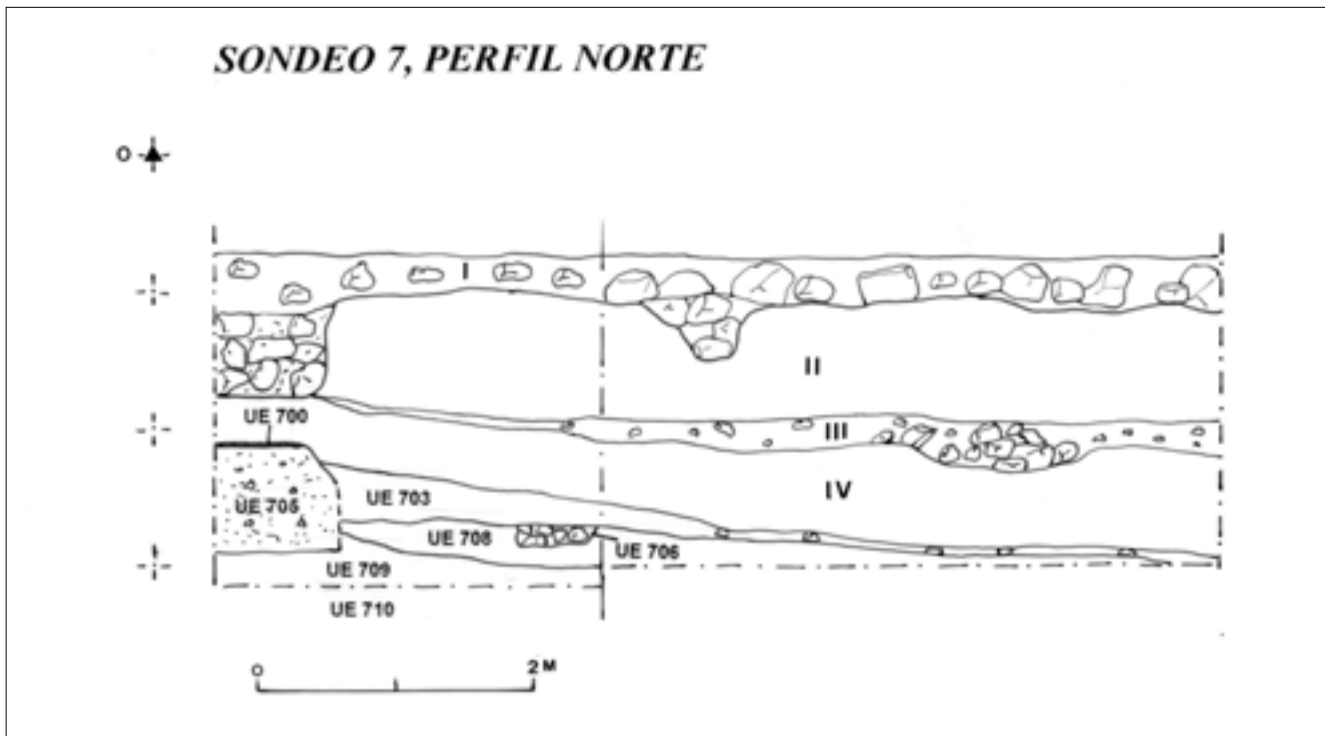 SONDEO 7, PERFIL NORTE
O
I
II
UE 700
III
IV
UE 705
UE 703
UE 708
UE 706
UE 709
UE 710
O 2 M